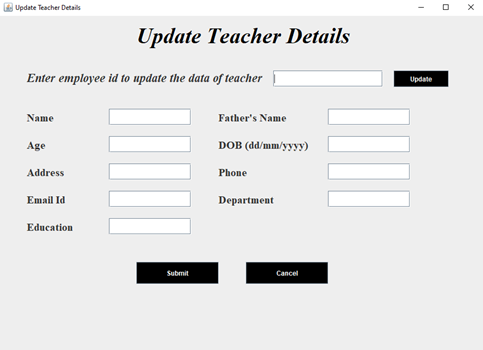 Update Teacher Details
Update Teacher Details
Enter employee id to update the data of teacher Update
Name Father's Name
Age DOB (dd/mm/yyyy)
Address Phone
Email Id Department
Education
Submit Cancel